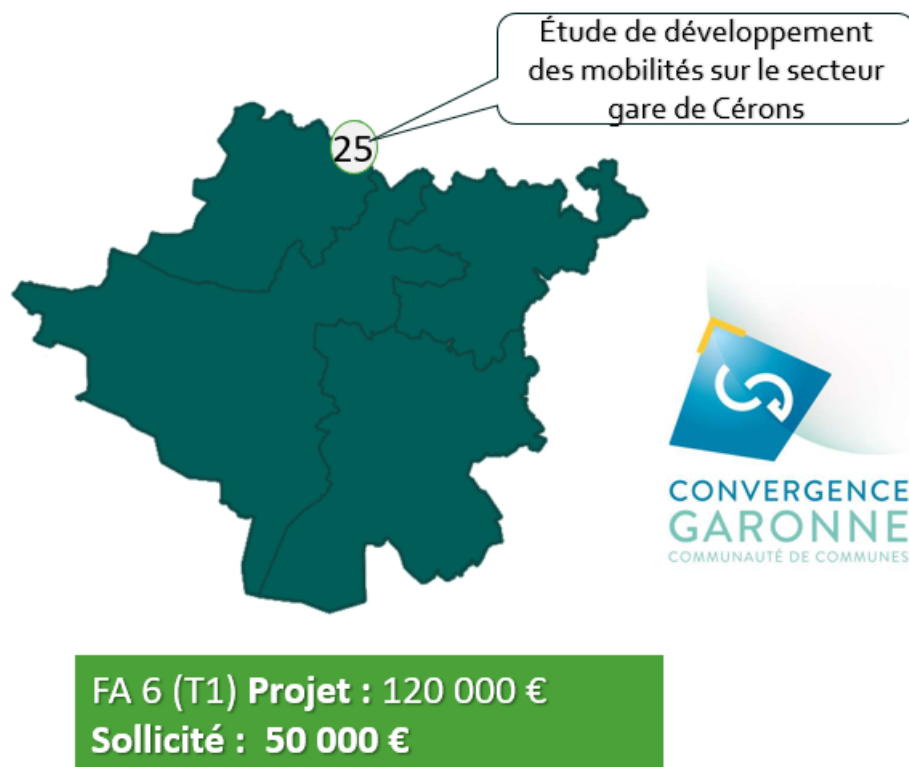 Étude de développement
des mobilités sur le secteur
gare de Cérons
25
CONVERGENCE
GARONNE
COMMUNAUTÉ DE COMMUNES
FA 6 (T1) Projet : 120 000 €
Sollicité : 50 000 €